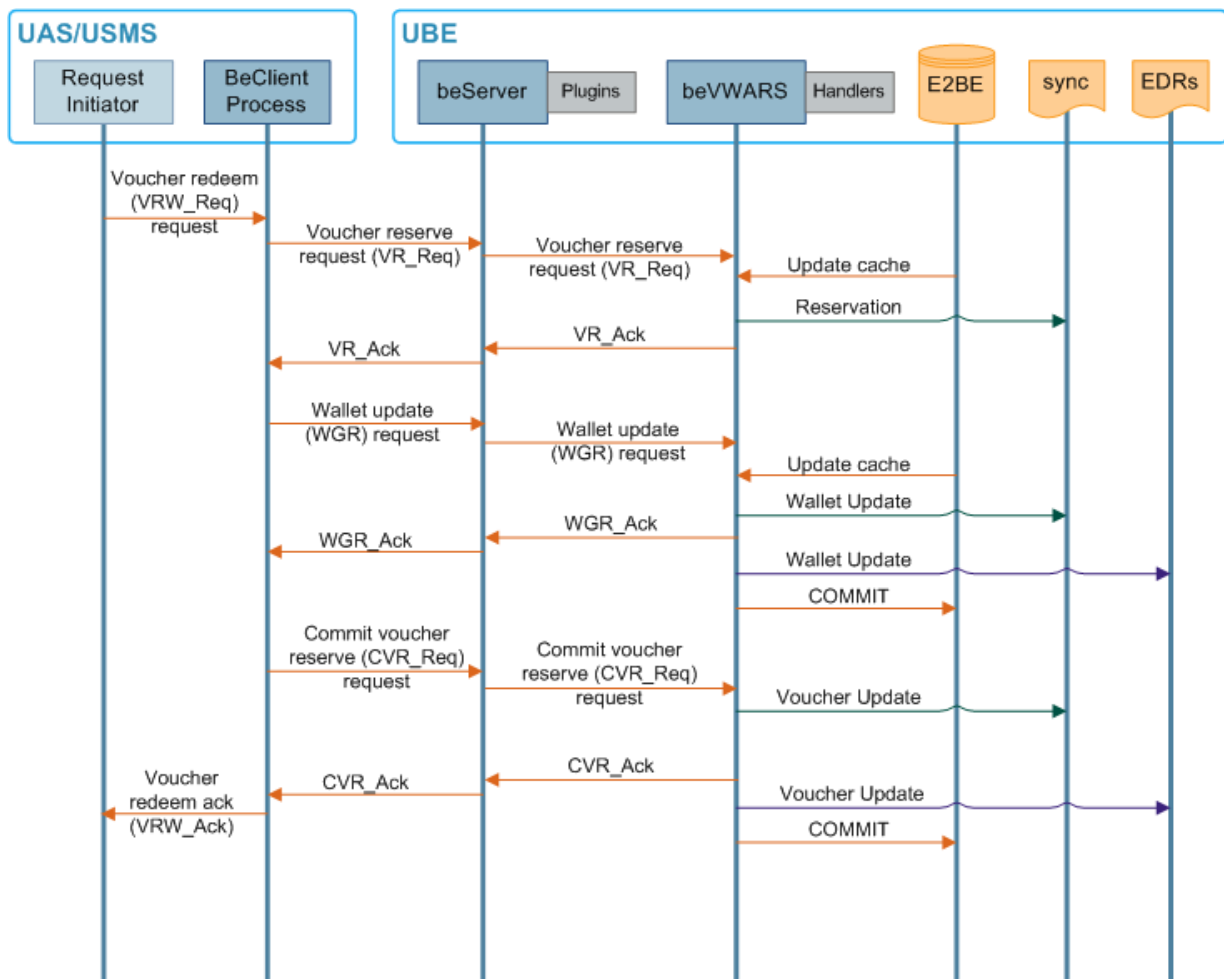 UAS/USMS
UBE
Request
Initiator
BeClient
Process
beServer
Plugins
beVWARS
Handlers
E2BE
sync
EDRs
Voucher redeem
(VRW_Req)
request
Voucher reserve
request (VR_Req)
Voucher reserve
request (VR_Req)
Update cache
Reservation
VR_Ack
VR_Ack
Wallet update
(WGR) request
Wallet update
(WGR) request
Update cache
Wallet Update
WGR_Ack
WGR_Ack
Wallet Update
COMMIT
Commit voucher
reserve (CVR_Req)
request
Commit voucher
reserve (CVR_Req)
request
Voucher Update
CVR_Ack
CVR_Ack
Voucher
redeem ack
(VRW_Ack)
Voucher Update
COMMIT